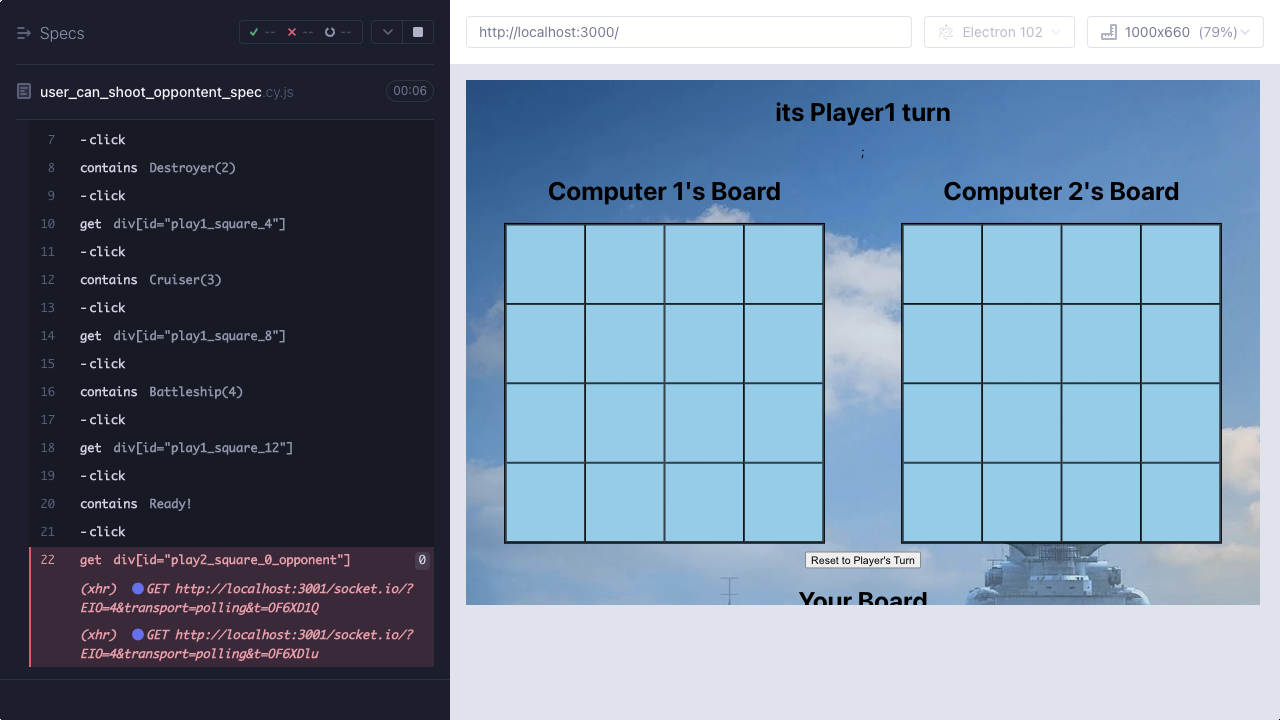 Specs
-- -- --
user_can_shoot_oppontent_spec.cy.js
00:06
7 -click
8 contains Destroyer(2)
9 -click
10 get div[id="play1_square_4"]
11 -click
12 contains Cruiser(3)
13 -click
14 get div[id="play1_square_8"]
15 -click
16 contains Battleship(4)
17 -click
18 get div[id="play1_square_12"]
19 -click
20 contains Ready!
21 -click
22 get div[id="play2_square_0_opponent"] 0
(xhr) GET http://localhost:3001/socket.io/?
EIO=4&transport=polling&t=OF6XD1Q
(xhr) GET http://localhost:3001/socket.io/?
EIO=4&transport=polling&t=OF6XDlu
http://localhost:3000/
Electron 102
1000x660 (79%)
its Player1 turn
;
Computer 1's Board
Computer 2's Board
Reset to Player's Turn
Your Board